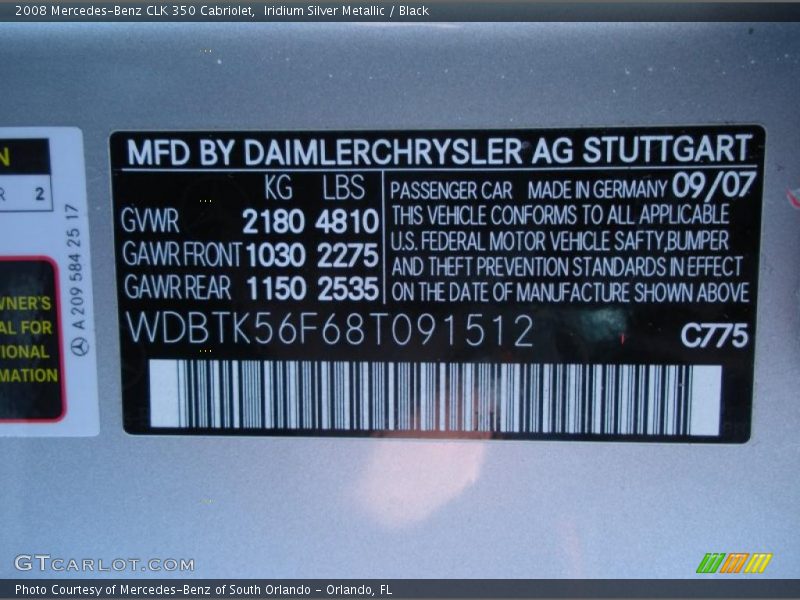 2008 Mercedes-Benz CLK 350 Cabriolet,  Iridium Silver Metallic / Black
N
R 2
WNER'S
AL FOR
IONAL
MATION
A 209 584 25 17
MFD BY DAIMLERCHRYSLER AG STUTTGART
KG LBS
GVWR 2180 4810
GAWR FRONT 1030 2275
GAWR REAR 1150 2535
PASSENGER CAR MADE IN GERMANY 09/07
THIS VEHICLE CONFORMS TO ALL APPLICABLE
U.S. FEDERAL MOTOR VEHICLE SAFTY,BUMPER
AND THEFT PREVENTION STANDARDS IN EFFECT
ON THE DATE OF MANUFACTURE SHOWN ABOVE
WDBTK56F68T091512
C775
GTCARLOT.COM
Photo Courtesy of Mercedes-Benz of South Orlando - Orlando, FL